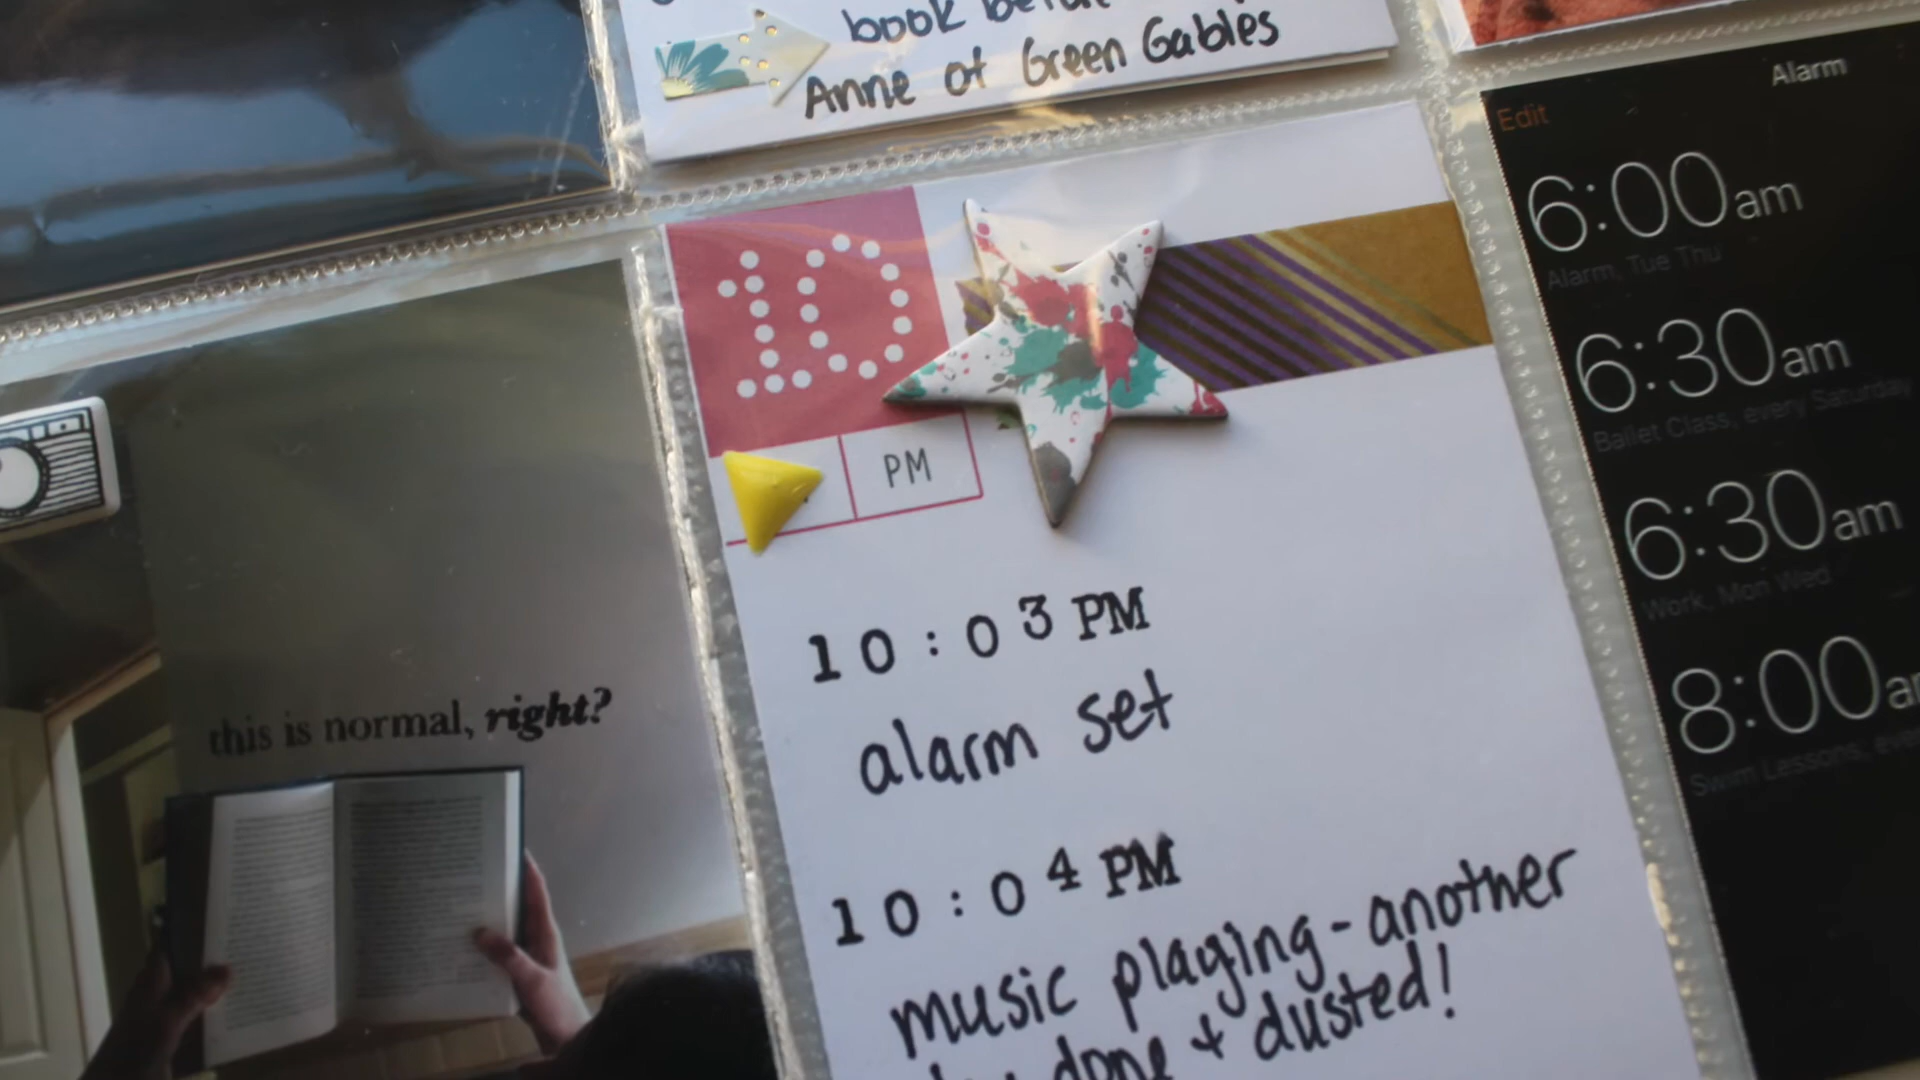 book
Anne of Green Gables
10
PM
10:03 PM
alarm set
10:04 PM
music playing - another
done + dusted!
this is normal, right?
Alarm
Edit
6:00am
Alarm, Tue Thu
6:30am
Ballet Class, every Saturday
6:30am
Work, Mon Wed
8:00am
Swim Lessons,